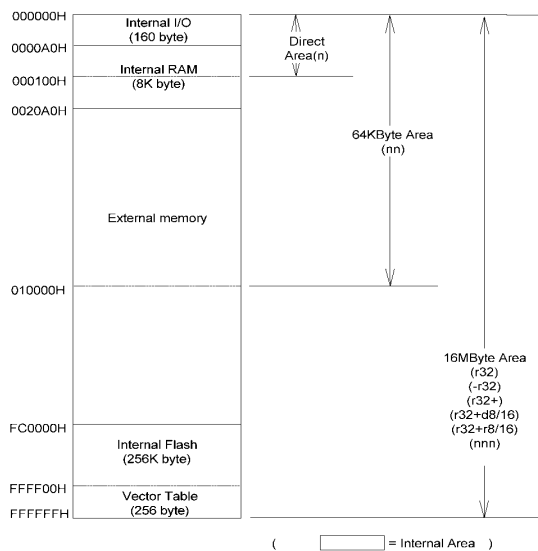 000000H
Internal I/O
(160 byte)
0000A0H
Direct
Area(n)
Internal RAM
(8K byte)
000100H
0020A0H
64KByte Area
(nn)
External memory
010000H
16MByte Area
(r32)
(-r32)
(r32+)
(r32+d8/16)
(r32+r8/16)
(nnn)
FC0000H
Internal Flash
(256K byte)
FFFF00H
Vector Table
(256 byte)
FFFFFFH
( = Internal Area )